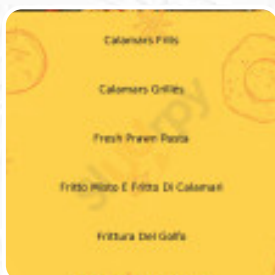 Calamars Frits
Calamars Grillés
Fresh Prawn Pasta
Fritto Misto E Fritto Di Calamari
Frittura Del Golfo